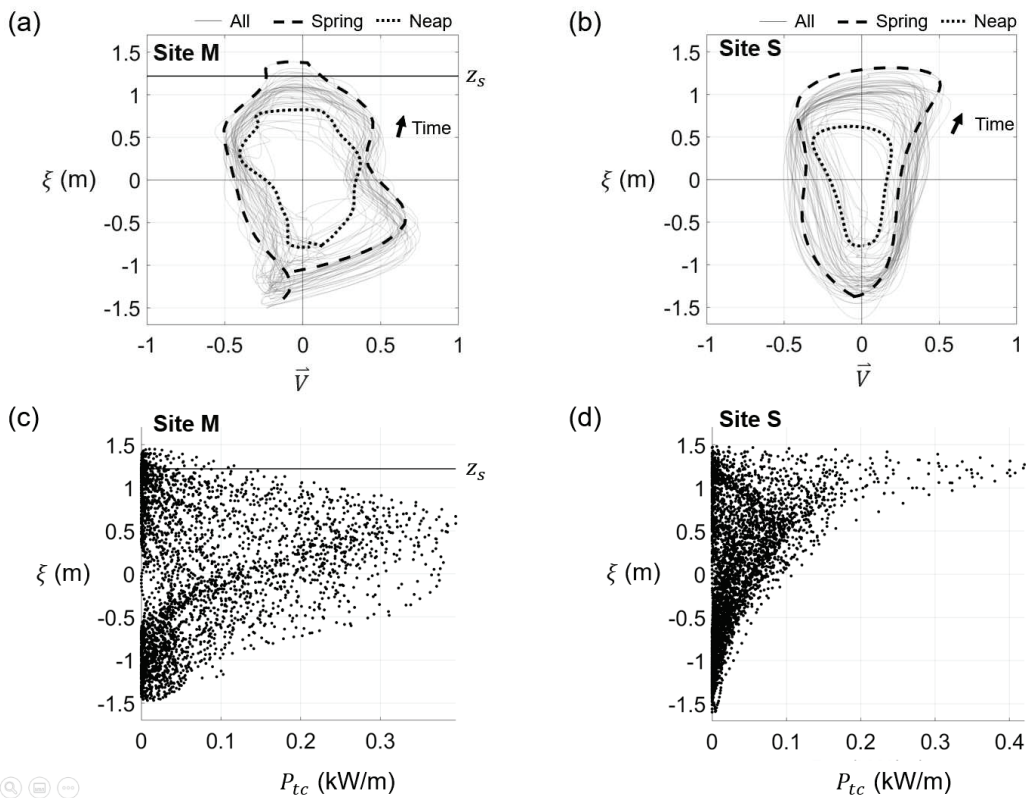 (a)
All Spring Neap
Site M
1.5
1
0.5
0
-0.5
-1
-1.5
ξ (m)
z_s
Time
-1 -0.5 0 0.5 1
V⃗
(b)
All Spring Neap
Site S
1.5
1
0.5
0
-0.5
-1
-1.5
ξ (m)
Time
-1 -0.5 0 0.5 1
V⃗
(c)
Site M
1.5
1
0.5
0
-0.5
-1
-1.5
ξ (m)
z_s
0 0.1 0.2 0.3
P_tc (kW/m)
(d)
Site S
1.5
1
0.5
0
-0.5
-1
-1.5
ξ (m)
0 0.1 0.2 0.3 0.4
P_tc (kW/m)